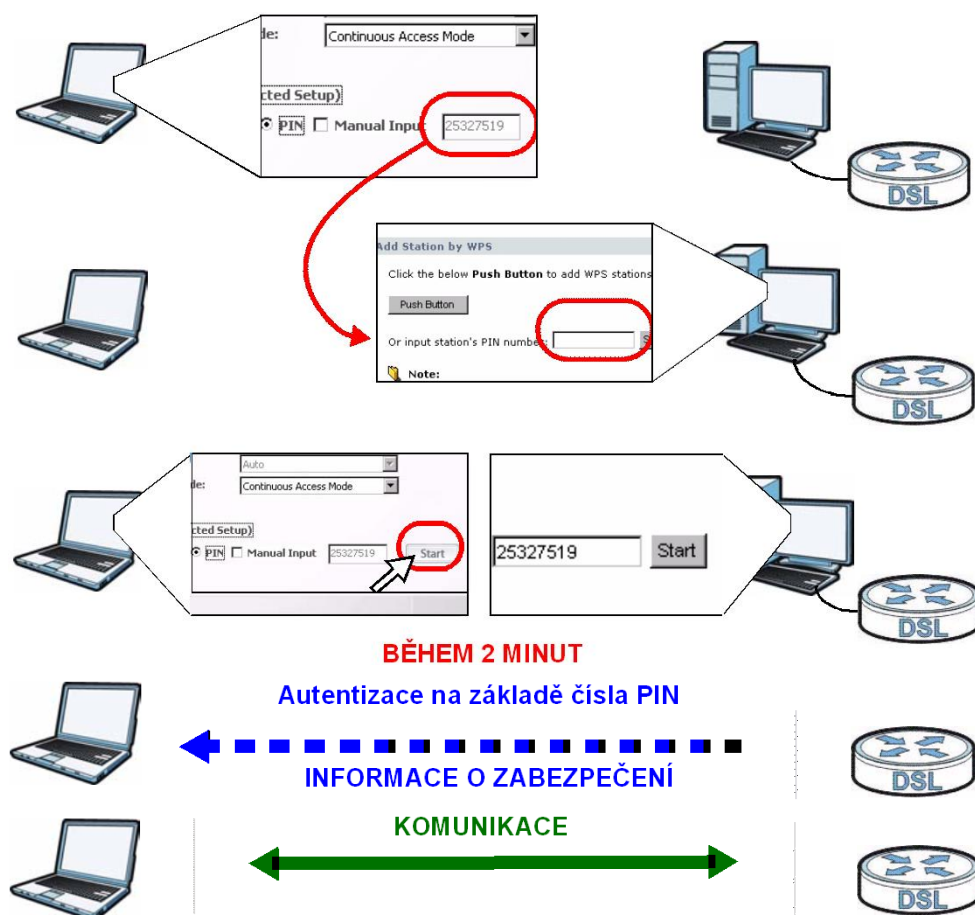 de:
Continuous Access Mode
cted Setup)
PIN Manual Input 25327519
DSL
Add Station by WPS
Click the below Push Button to add WPS stations
Push Button
Or input station's PIN number:
Note:
DSL
Auto
de:
Continuous Access Mode
cted Setup)
PIN Manual Input 25327519 Start
25327519 Start
DSL
BĚHEM 2 MINUT
Autentizace na základě čísla PIN
INFORMACE O ZABEZPEČENÍ
DSL
KOMUNIKACE
DSL